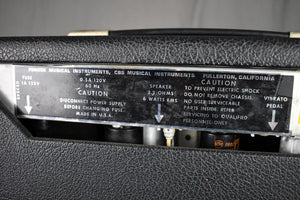 FENDER MUSICAL INSTRUMENTS, CBS MUSICAL INSTRUMENTS, FULLERTON, CALIFORNIA
FUSE
1A 125V
0.5A 120V
60 Hz
CAUTION
DISCONNECT POWER SUPPLY
BEFORE CHANGING FUSE.
MADE IN U.S.A.
SPEAKER
3.2 OHMS
6 WATTS RMS
CAUTION
TO PREVENT ELECTRIC SHOCK
DO NOT REMOVE CHASSIS.
NO USER-SERVICEABLE
PARTS INSIDE. REFER
SERVICING TO QUALIFIED
PERSONNEL ONLY
VIBRATO
PEDAL